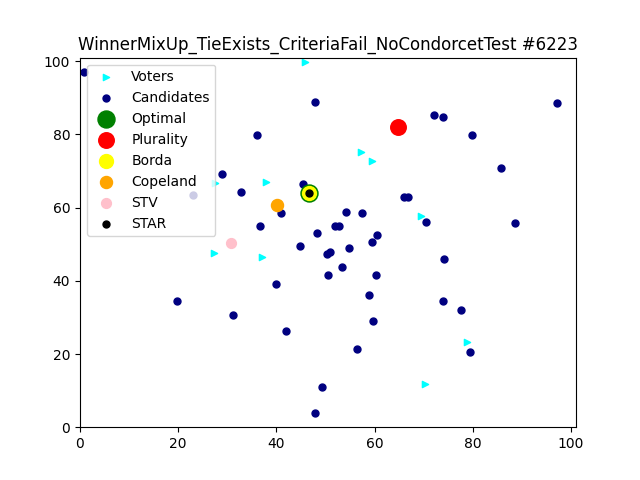 WinnerMixUp_TieExists_CriteriaFail_NoCondorcetTest #6223
100
80
60
40
20
0
Voters
Candidates
Optimal
Plurality
Borda
Copeland
STV
STAR
0 20 40 60 80 100